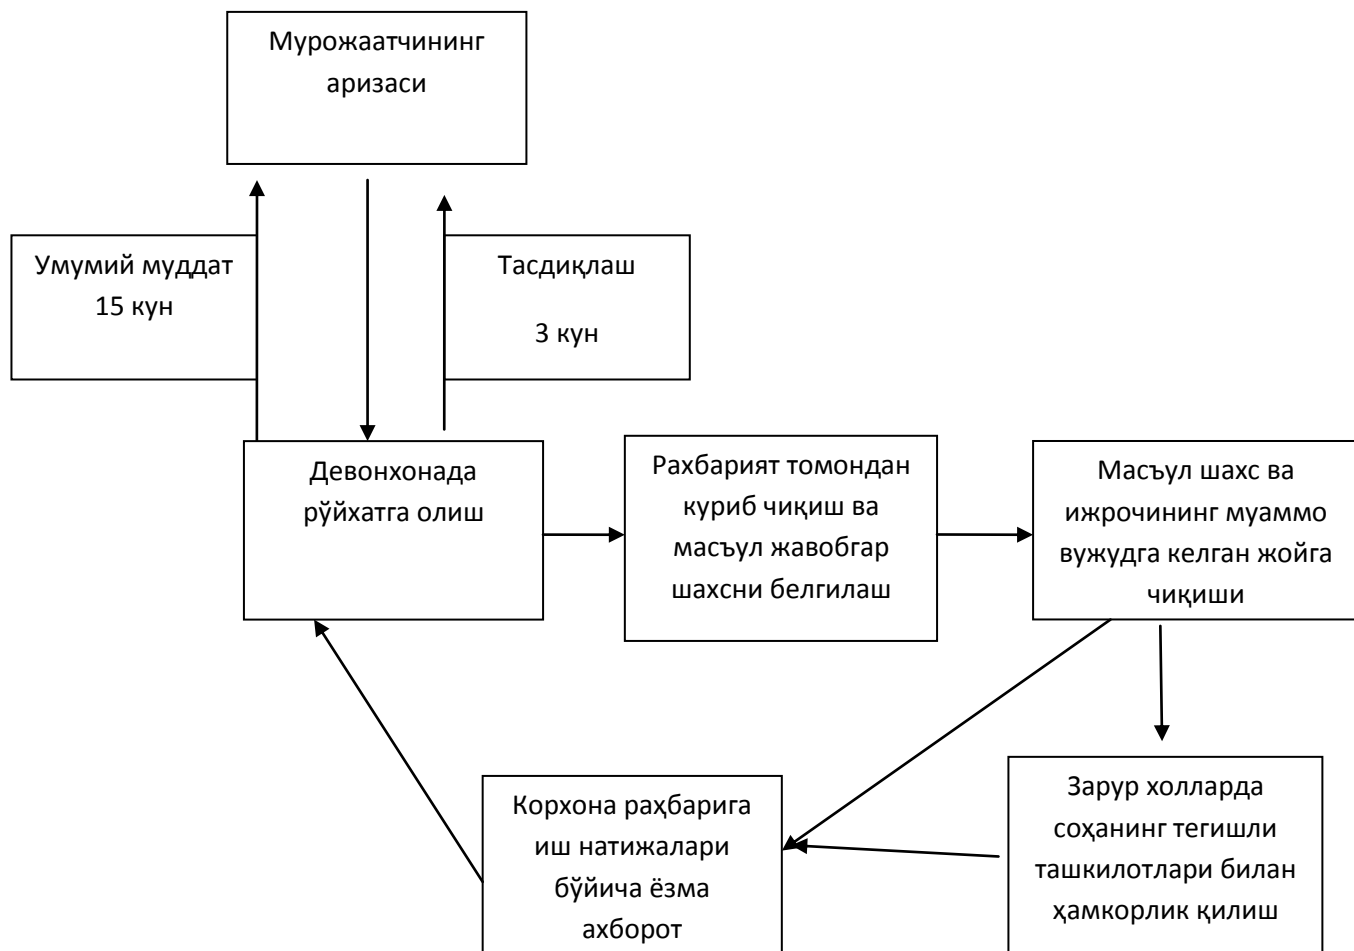 Мурожаатчининг
аризаси
Умумий муддат
15 кун
Тасдиқлаш
3 кун
Девонхонада
рўйхатга олиш
Рахбарият томондан
куриб чиқиш ва
масъул жавобгар
шахсни белгилаш
Масъул шахс ва
ижрочининг муаммо
вужудга келган жойга
чиқиши
Корхона раҳбарига
иш натижалари
бўйича ёзма
ахборот
Зарур холларда
соҳанинг тегишли
ташкилотлари билан
ҳамкорлик қилиш